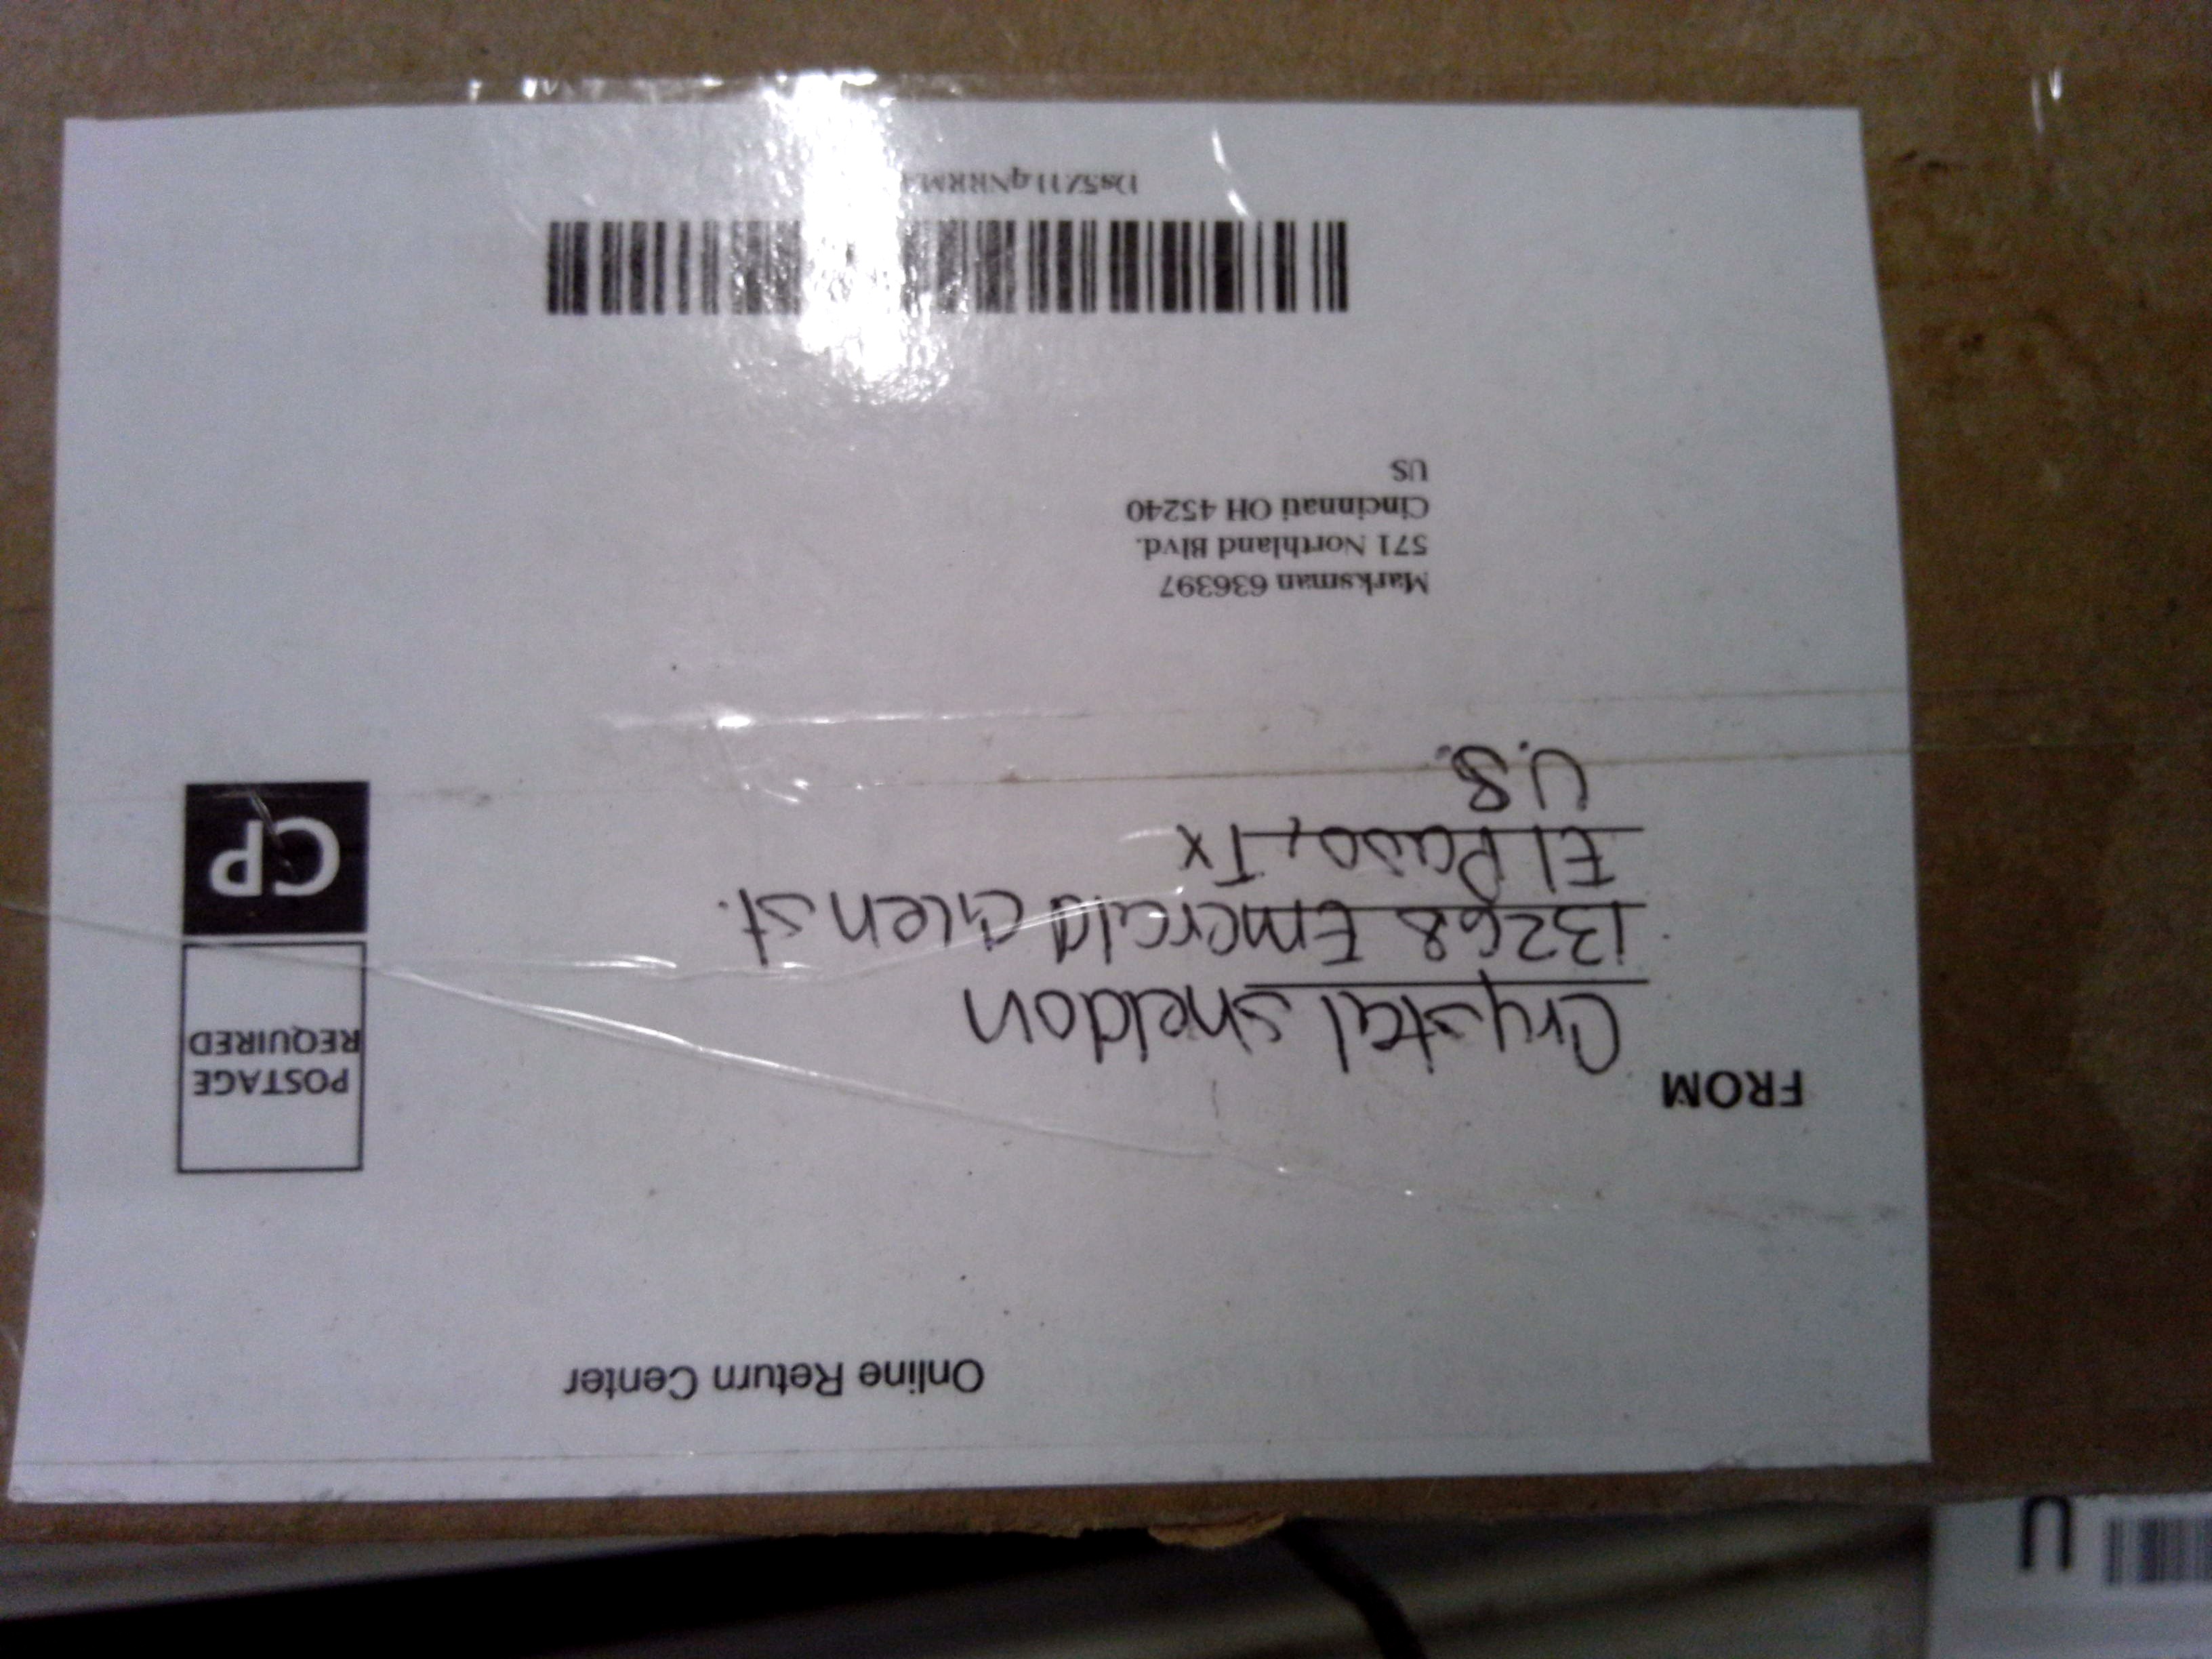 Online Return Center
POSTAGE
REQUIRED
CP
FROM
Crystal Sheldon
13268 Emerald Glen st.
El Paso, Tx
U.S.
Marksman 636397
571 Northland Blvd.
Cincinnati OH 45240
US
U